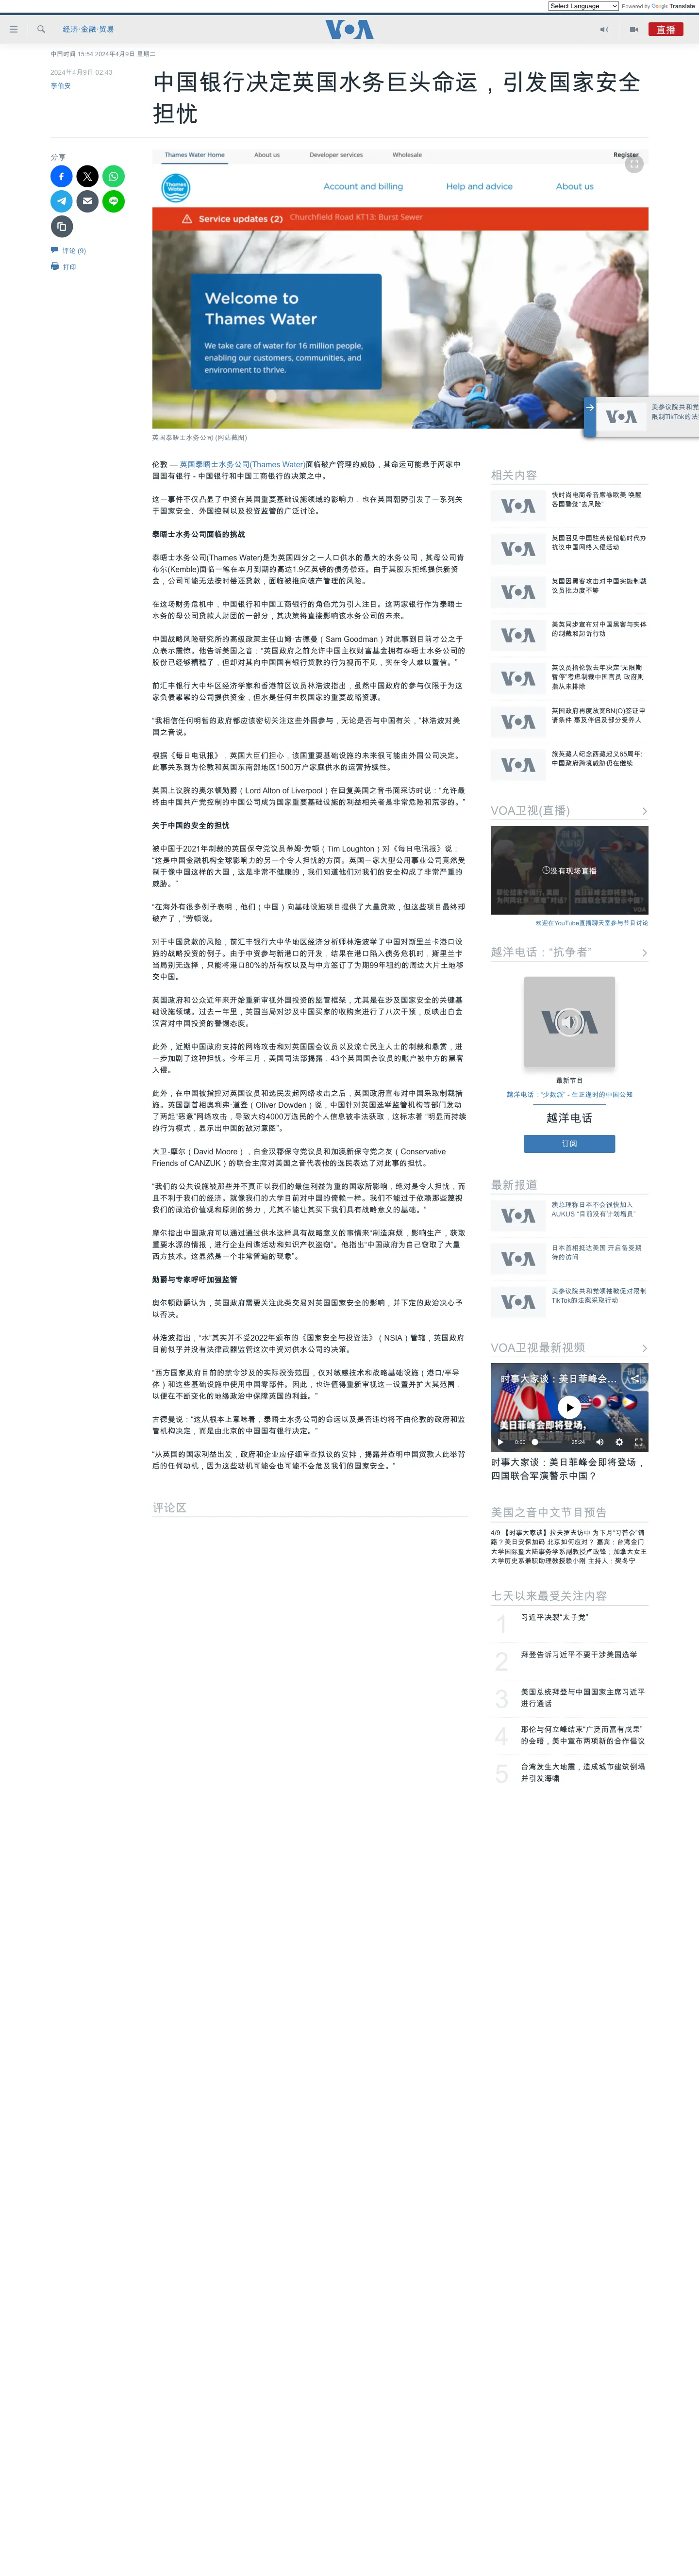 Select Language
Powered by Google Translate
经济·金融·贸易
VOA
直播
中国时间 15:54 2024年4月9日 星期二
2024年4月9日 02:43
李伯安
中国银行决定英国水务巨头命运，引发国家安全
担忧
分享
评论 (9)
打印
Thames Water Home
About us
Developer services
Wholesale
Register
Thames Water
Account and billing
Help and advice
About us
Service updates (2)
Churchfield Road KT13: Burst Sewer
Welcome to
Thames Water
We take care of water for 16 million people,
enabling our customers, communities, and
environment to thrive.
英国泰晤士水务公司 (网站截图)
VOA
美参议院共和党
限制TikTok的法
伦敦 — 英国泰晤士水务公司(Thames Water)面临破产管理的威胁，其命运可能悬于两家中
国国有银行 - 中国银行和中国工商银行的决策之中。
这一事件不仅凸显了中资在英国重要基础设施领域的影响力，也在英国朝野引发了一系列关
于国家安全、外国控制以及投资监管的广泛讨论。
泰晤士水务公司面临的挑战
泰晤士水务公司(Thames Water)是为英国四分之一人口供水的最大的水务公司，其母公司肯
布尔(Kemble)面临一笔在本月到期的高达1.9亿英镑的债务偿还。由于其股东拒绝提供新资
金，公司可能无法按时偿还贷款，面临被推向破产管理的风险。
在这场财务危机中，中国银行和中国工商银行的角色尤为引人注目。这两家银行作为泰晤士
水务的母公司贷款人财团的一部分，其决策将直接影响该水务公司的未来。
中国战略风险研究所的高级政策主任山姆·古德曼（Sam Goodman）对此事到目前才公之于
众表示震惊。他告诉美国之音：“英国政府之前允许中国主权财富基金拥有泰晤士水务公司的
股份已经够糟糕了，但却对其向中国国有银行贷款的行为视而不见，实在令人难以置信。”
前汇丰银行大中华区经济学家和香港前区议员林浩波指出，虽然中国政府的参与仅限于为这
家负债累累的公司提供资金，但水是任何主权国家的重要战略资源。
“我相信任何明智的政府都应该密切关注这些外国参与，无论是否与中国有关，”林浩波对美
国之音说。
根据《每日电讯报》，英国大臣们担心，该国重要基础设施的未来很可能由外国公司决定。
此事关系到为伦敦和英国东南部地区1500万户家庭供水的运营持续性。
英国上议院的奥尔顿勋爵（Lord Alton of Liverpool）在回复美国之音书面采访时说：“允许最
终由中国共产党控制的中国公司成为国家重要基础设施的利益相关者是非常危险和荒谬的。”
关于中国的安全的担忧
被中国于2021年制裁的英国保守党议员蒂姆·劳顿（Tim Loughton）对《每日电讯报》说：
“这是中国金融机构全球影响力的另一个令人担忧的方面。英国一家大型公用事业公司竟然受
制于像中国这样的大国，这是非常不健康的，我们知道他们对我们的安全构成了非常严重的
威胁。”
“在海外有很多例子表明，他们（中国）向基础设施项目提供了大量贷款，但这些项目最终却
破产了，”劳顿说。
对于中国贷款的风险，前汇丰银行大中华地区经济分析师林浩波举了中国对斯里兰卡港口设
施的战略投资的例子。由于中资参与新港口的开发，结果在港口陷入债务危机时，斯里兰卡
当局别无选择，只能将港口80%的所有权以及与中方签订了为期99年租约的周边大片土地移
交中国。
英国政府和公众近年来开始重新审视外国投资的监管框架，尤其是在涉及国家安全的关键基
础设施领域。过去一年里，英国当局对涉及中国买家的收购案进行了八次干预，反映出白金
汉宫对中国投资的警惕态度。
此外，近期中国政府支持的网络攻击和对英国国会议员以及流亡民主人士的制裁和悬赏，进
一步加剧了这种担忧。今年三月，美国司法部揭露，43个英国国会议员的账户被中方的黑客
入侵。
此外，在中国被指控对英国议员和选民发起网络攻击之后，英国政府宣布对中国采取制裁措
施。英国副首相奥利弗·道登（Oliver Dowden）说，中国针对英国选举监管机构等部门发动
了两起“恶意”网络攻击，导致大约4000万选民的个人信息被非法获取，这标志着 “明显而持续
的行为模式，显示出中国的敌对意图”。
大卫·摩尔（David Moore），白金汉郡保守党议员和加澳新保守党之友（Conservative
Friends of CANZUK）的联合主席对美国之音代表他的选民表达了对此事的担忧。
“我们的公共设施被那些并不真正以我们的最佳利益为重的国家所影响，绝对是令人担忧，而
且不利于我们的经济。就像我们的大学目前对中国的倚赖一样。我们不能过于依赖那些蔑视
我们的政治价值观和原则的势力，尤其不能让其买下我们具有战略意义的基础。”
摩尔指出中国政府可以通过通过供水这样具有战略意义的事情来“制造麻烦，影响生产，获取
重要水源的情报，进行企业间谍活动和知识产权盗窃”。他指出“中国政府为自己窃取了大量
西方技术。这显然是一个非常普遍的现象”。
勋爵与专家呼吁加强监管
奥尔顿勋爵认为，英国政府需要关注此类交易对英国国家安全的影响，并下定的政治决心予
以否决。
林浩波指出，“水”其实并不受2022年颁布的《国家安全与投资法》（NSIA）管辖，英国政府
目前似乎并没有法律武器监管这次中资对供水公司的决策。
“西方国家政府目前的禁令涉及的实际投资范围，仅对敏感技术和战略基础设施（港口/半导
体）和这些基础设施中使用中国零部件。因此，也许值得重新审视这一设置并扩大其范围，
以便在不断变化的地缘政治中保障英国的利益。”
古德曼说：“这从根本上意味着，泰晤士水务公司的命运以及是否违约将不由伦敦的政府和监
管机构决定，而是由北京的中国国有银行决定。”
“从英国的国家利益出发，政府和企业应仔细审查拟议的安排，揭露并查明中国贷款人此举背
后的任何动机，因为这些动机可能会也可能不会危及我们的国家安全。”
评论区
相关内容
快时尚电商希音席卷欧美 唤醒
各国警觉“去风险”
英国召见中国驻英使馆临时代办
抗议中国网络入侵活动
英国因黑客攻击对中国实施制裁
议员批力度不够
美英同步宣布对中国黑客与实体
的制裁和起诉行动
英议员指伦敦去年决定“无限期
暂停”考虑制裁中国官员 政府则
指从未排除
英国政府再度放宽BN(O)签证申
请条件 惠及伴侣及部分受养人
旅英藏人纪念西藏起义65周年:
中国政府跨境威胁仍在继续
VOA卫视(直播)
没有现场直播
欢迎在YouTube直播聊天室参与节目讨论
越洋电话：“抗争者”
最新节目
越洋电话：“少数派” - 生正逢时的中国公知
越洋电话
订阅
最新报道
澳总理称日本不会很快加入
AUKUS “目前没有计划增员”
日本首相抵达美国 开启备受期
待的访问
美参议院共和党领袖敦促对限制
TikTok的法案采取行动
VOA卫视最新视频
时事大家谈：美日菲峰会...
美日菲峰会即将登场，
0:00
25:24
时事大家谈：美日菲峰会即将登场，
四国联合军演警示中国？
美国之音中文节目预告
4/9 【时事大家谈】拉夫罗夫访中 为下月“习普会”铺
路？美日安保加码 北京如何应对？ 嘉宾：台湾金门
大学国际暨大陆事务学系副教授卢政锋；加拿大女王
大学历史系兼职助理教授赖小刚 主持人：樊冬宁
七天以来最受关注内容
1 习近平决裂“太子党”
2 拜登告诉习近平不要干涉美国选举
3 美国总统拜登与中国国家主席习近平
进行通话
4 耶伦与何立峰结束“广泛而富有成果”
的会晤，美中宣布两项新的合作倡议
5 台湾发生大地震，造成城市建筑倒塌
并引发海啸